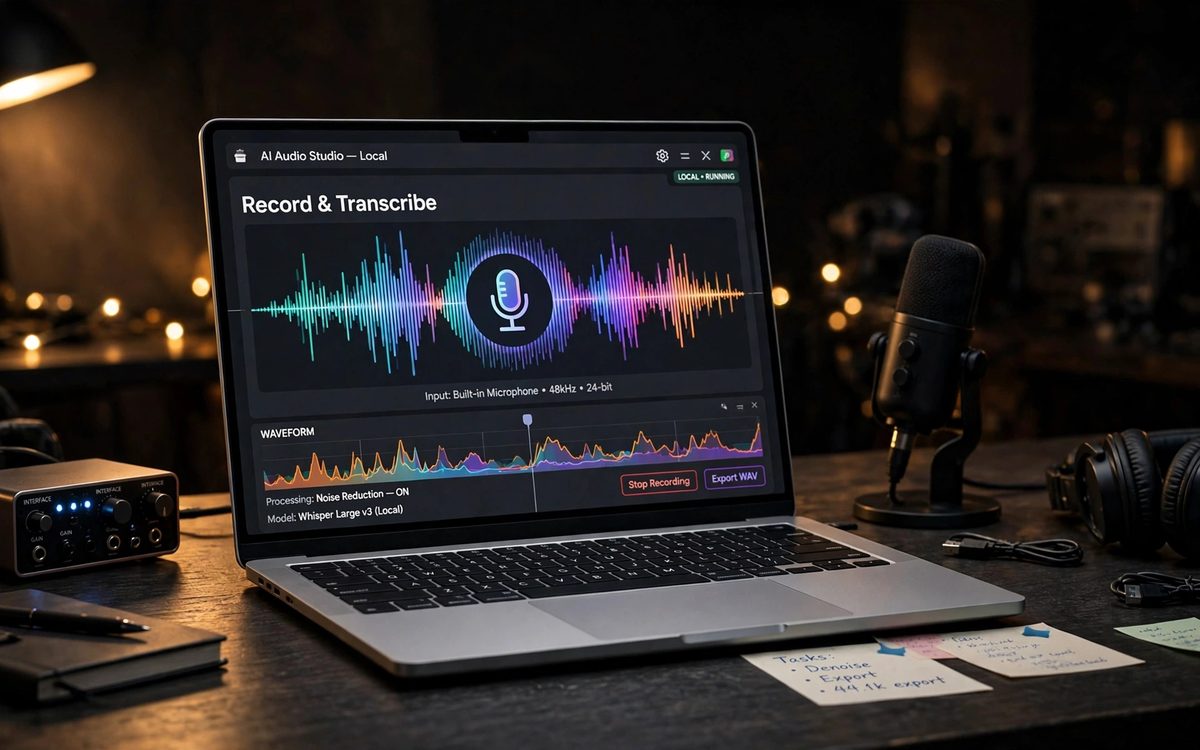 AI Audio Studio — Local
LOCAL • RUNNING
Record & Transcribe
Input: Built-in Microphone • 48kHz • 24-bit
WAVEFORM
Processing: Noise Reduction — ON
Model: Whisper Large v3 (Local)
Stop Recording
Export WAV
INTERFACE
INTERFACE
GAIN
GAIN
Tasks:
• Denoise
• Export
• 44.1k export